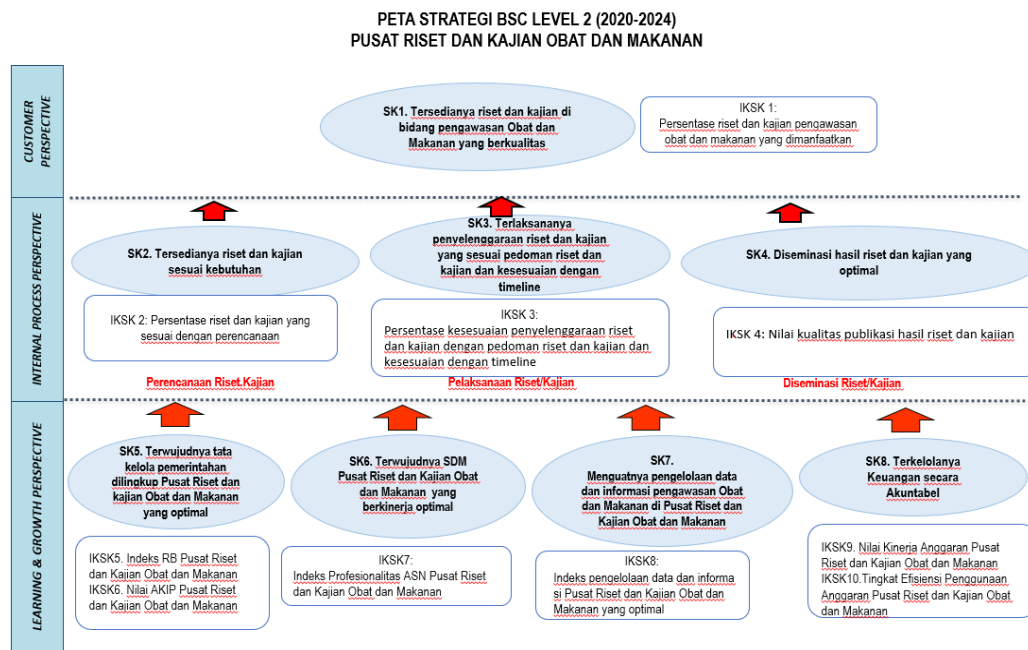 PETA STRATEGI BSC LEVEL 2 (2020-2024)
PUSAT RISET DAN KAJIAN OBAT DAN MAKANAN
CUSTOMER
PERSPECTIVE
SK1. Tersedianya riset dan kajian di
bidang pengawasan Obat dan
Makanan yang berkualitas
IKSK 1:
Persentase riset dan kajian pengawasan
obat dan makanan yang dimanfaatkan
INTERNAL PROCESS PERSPECTIVE
SK2. Tersedianya riset dan kajian
sesuai kebutuhan
IKSK 2: Persentase riset dan kajian yang
sesuai dengan perencanaan
Perencanaan Riset.Kajian
SK3. Terlaksananya
penyelenggaraan riset dan kajian
yang sesuai pedoman riset dan
kajian dan kesesuaian dengan
timeline
IKSK 3:
Persentase kesesuaian penyelenggaraan riset
dan kajian dengan pedoman riset dan kajian dan
kesesuaian dengan timeline
Pelaksanaan Riset/Kajian
SK4. Diseminasi hasil riset dan kajian yang
optimal
IKSK 4: Nilai kualitas publikasi hasil riset dan kajian
Diseminasi Riset/Kajian
LEARNING & GROWTH PERSPECTIVE
SK5. Terwujudnya tata
kelola pemerintahan
dilingkup Pusat Riset dan
kajian Obat dan Makanan
yang optimal
IKSK5. Indeks RB Pusat Riset
dan Kajian Obat dan Makanan
IKSK6. Nilai AKIP Pusat Riset
dan Kajian Obat dan Makanan
SK6. Terwujudnya SDM
Pusat Riset dan Kajian Obat
dan Makanan yang
berkinerja optimal
IKSK7:
Indeks Profesionalitas ASN Pusat Riset
dan Kajian Obat dan Makanan
SK7.
Menguatnya pengelolaan data
dan informasi pengawasan Obat
dan Makanan di Pusat Riset dan
Kajian Obat dan Makanan
IKSK8:
Indeks pengelolaan data dan informa
si Pusat Riset dan Kajian Obat dan
Makanan yang optimal
SK8. Terkelolanya
Keuangan secara
Akuntabel
IKSK9. Nilai Kinerja Anggaran Pusat
Riset dan Kajian Obat dan Makanan
IKSK10.Tingkat Efisiensi Penggunaan
Anggaran Pusat Riset dan Kajian Obat
dan Makanan